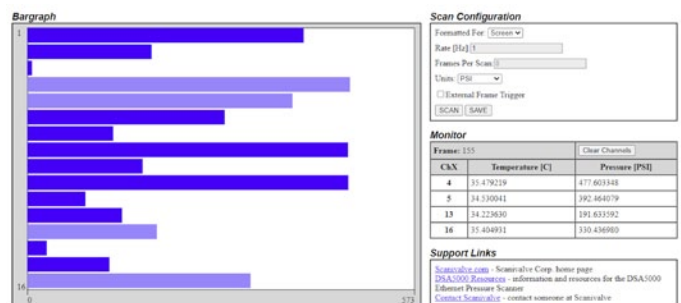 Bargraph
1
16
0
573
Scan Configuration
Formatted For: Screen
Rate [Hz] 1
Frames Per Scan 0
Units: PSI
External Frame Trigger
SCAN SAVE
Monitor
Frame: 155 Clear Channels
ChX Temperature [C] Pressure [PSI]
4 35.479219 477.603348
5 34.530041 392.464079
13 34.223630 191.633592
16 35.404931 330.436980
Support Links
Scanivalve.com - Scanivalve Corp. home page
DSA5000 Resources - information and resources for the DSA5000
Ethernet Pressure Scanner
Contact Scanivalve - contact someone at Scanivalve